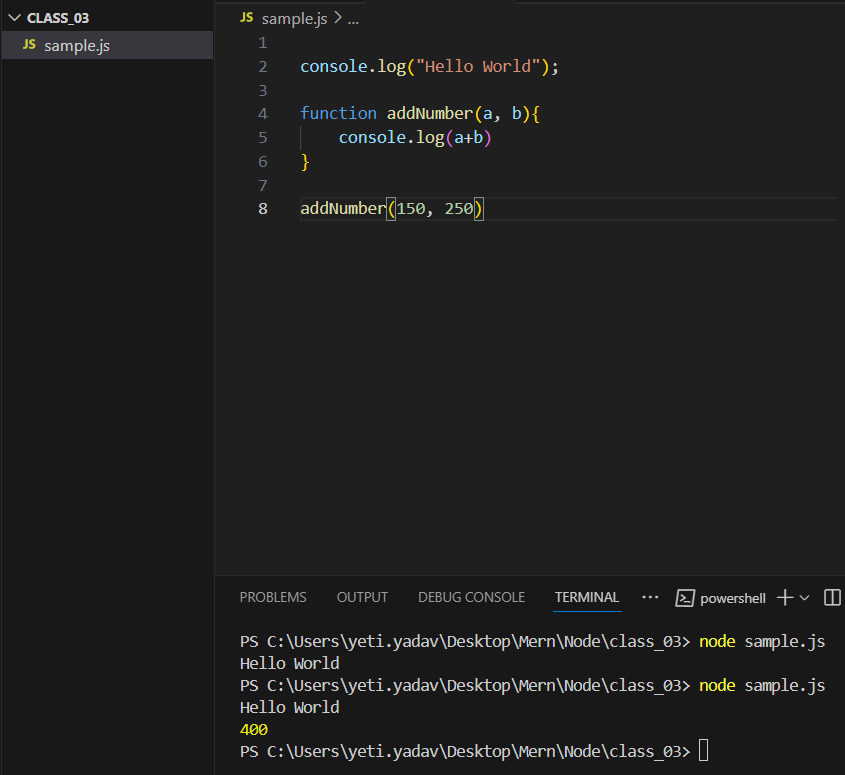 CLASS_03
JS sample.js
JS sample.js > ...
1
2 console.log("Hello World");
3
4 function addNumber(a, b){
5     console.log(a+b)
6 }
7
8 addNumber(150, 250)
PROBLEMS OUTPUT DEBUG CONSOLE TERMINAL ... powershell
PS C:\Users\yeti.yadav\Desktop\Mern\Node\class_03> node sample.js
Hello World
PS C:\Users\yeti.yadav\Desktop\Mern\Node\class_03> node sample.js
Hello World
400
PS C:\Users\yeti.yadav\Desktop\Mern\Node\class_03>